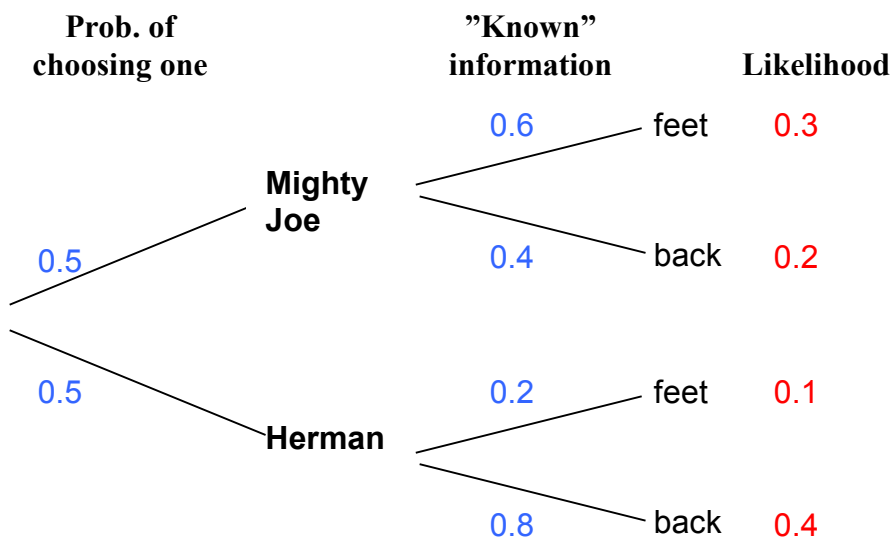 Prob. of
choosing one
”Known”
information
Likelihood
0.6
feet
0.3
Mighty
Joe
0.5
0.4
back
0.2
0.5
0.2
feet
0.1
Herman
0.8
back
0.4